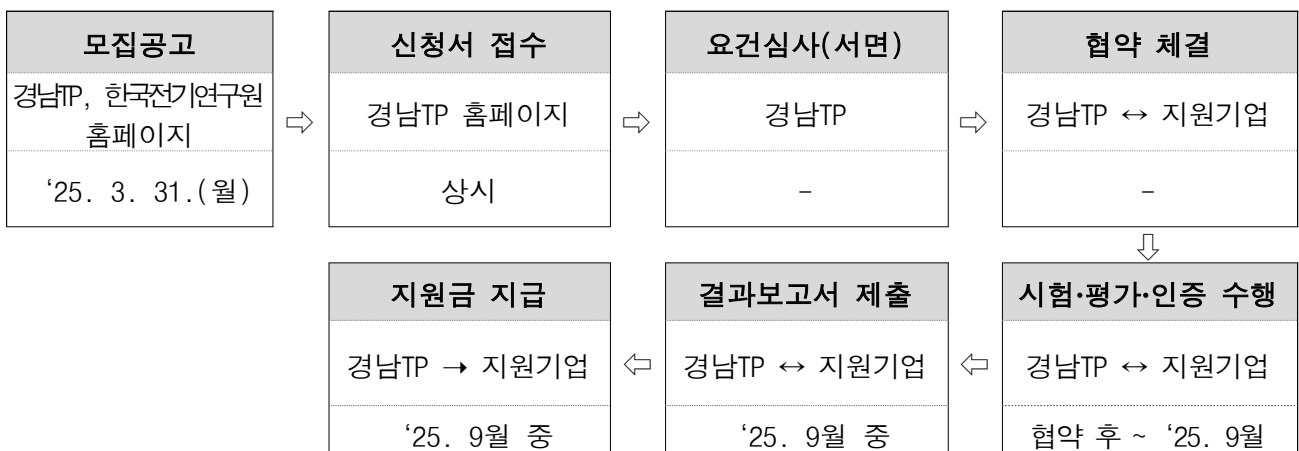 모집공고
경남TP, 한국전기연구원
홈페이지
‘25. 3. 31.(월)
⇨
신청서 접수
경남TP 홈페이지
상시
⇨
요건심사(서면)
경남TP
-
⇨
협약 체결
경남TP ↔ 지원기업
-
⇩
시험·평가·인증 수행
경남TP ↔ 지원기업
협약 후 ~ ‘25. 9월
⇦
결과보고서 제출
경남TP ↔ 지원기업
‘25. 9월 중
⇦
지원금 지급
경남TP → 지원기업
‘25. 9월 중